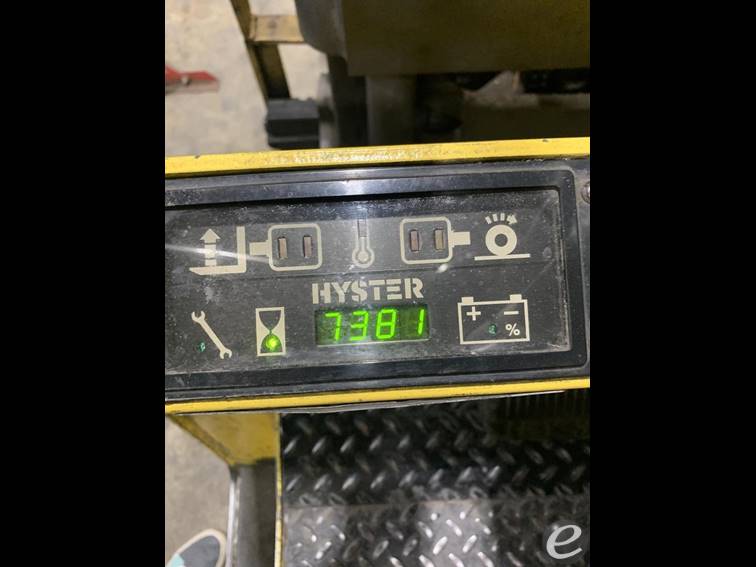 HYSTER
7381
+ -
%
e